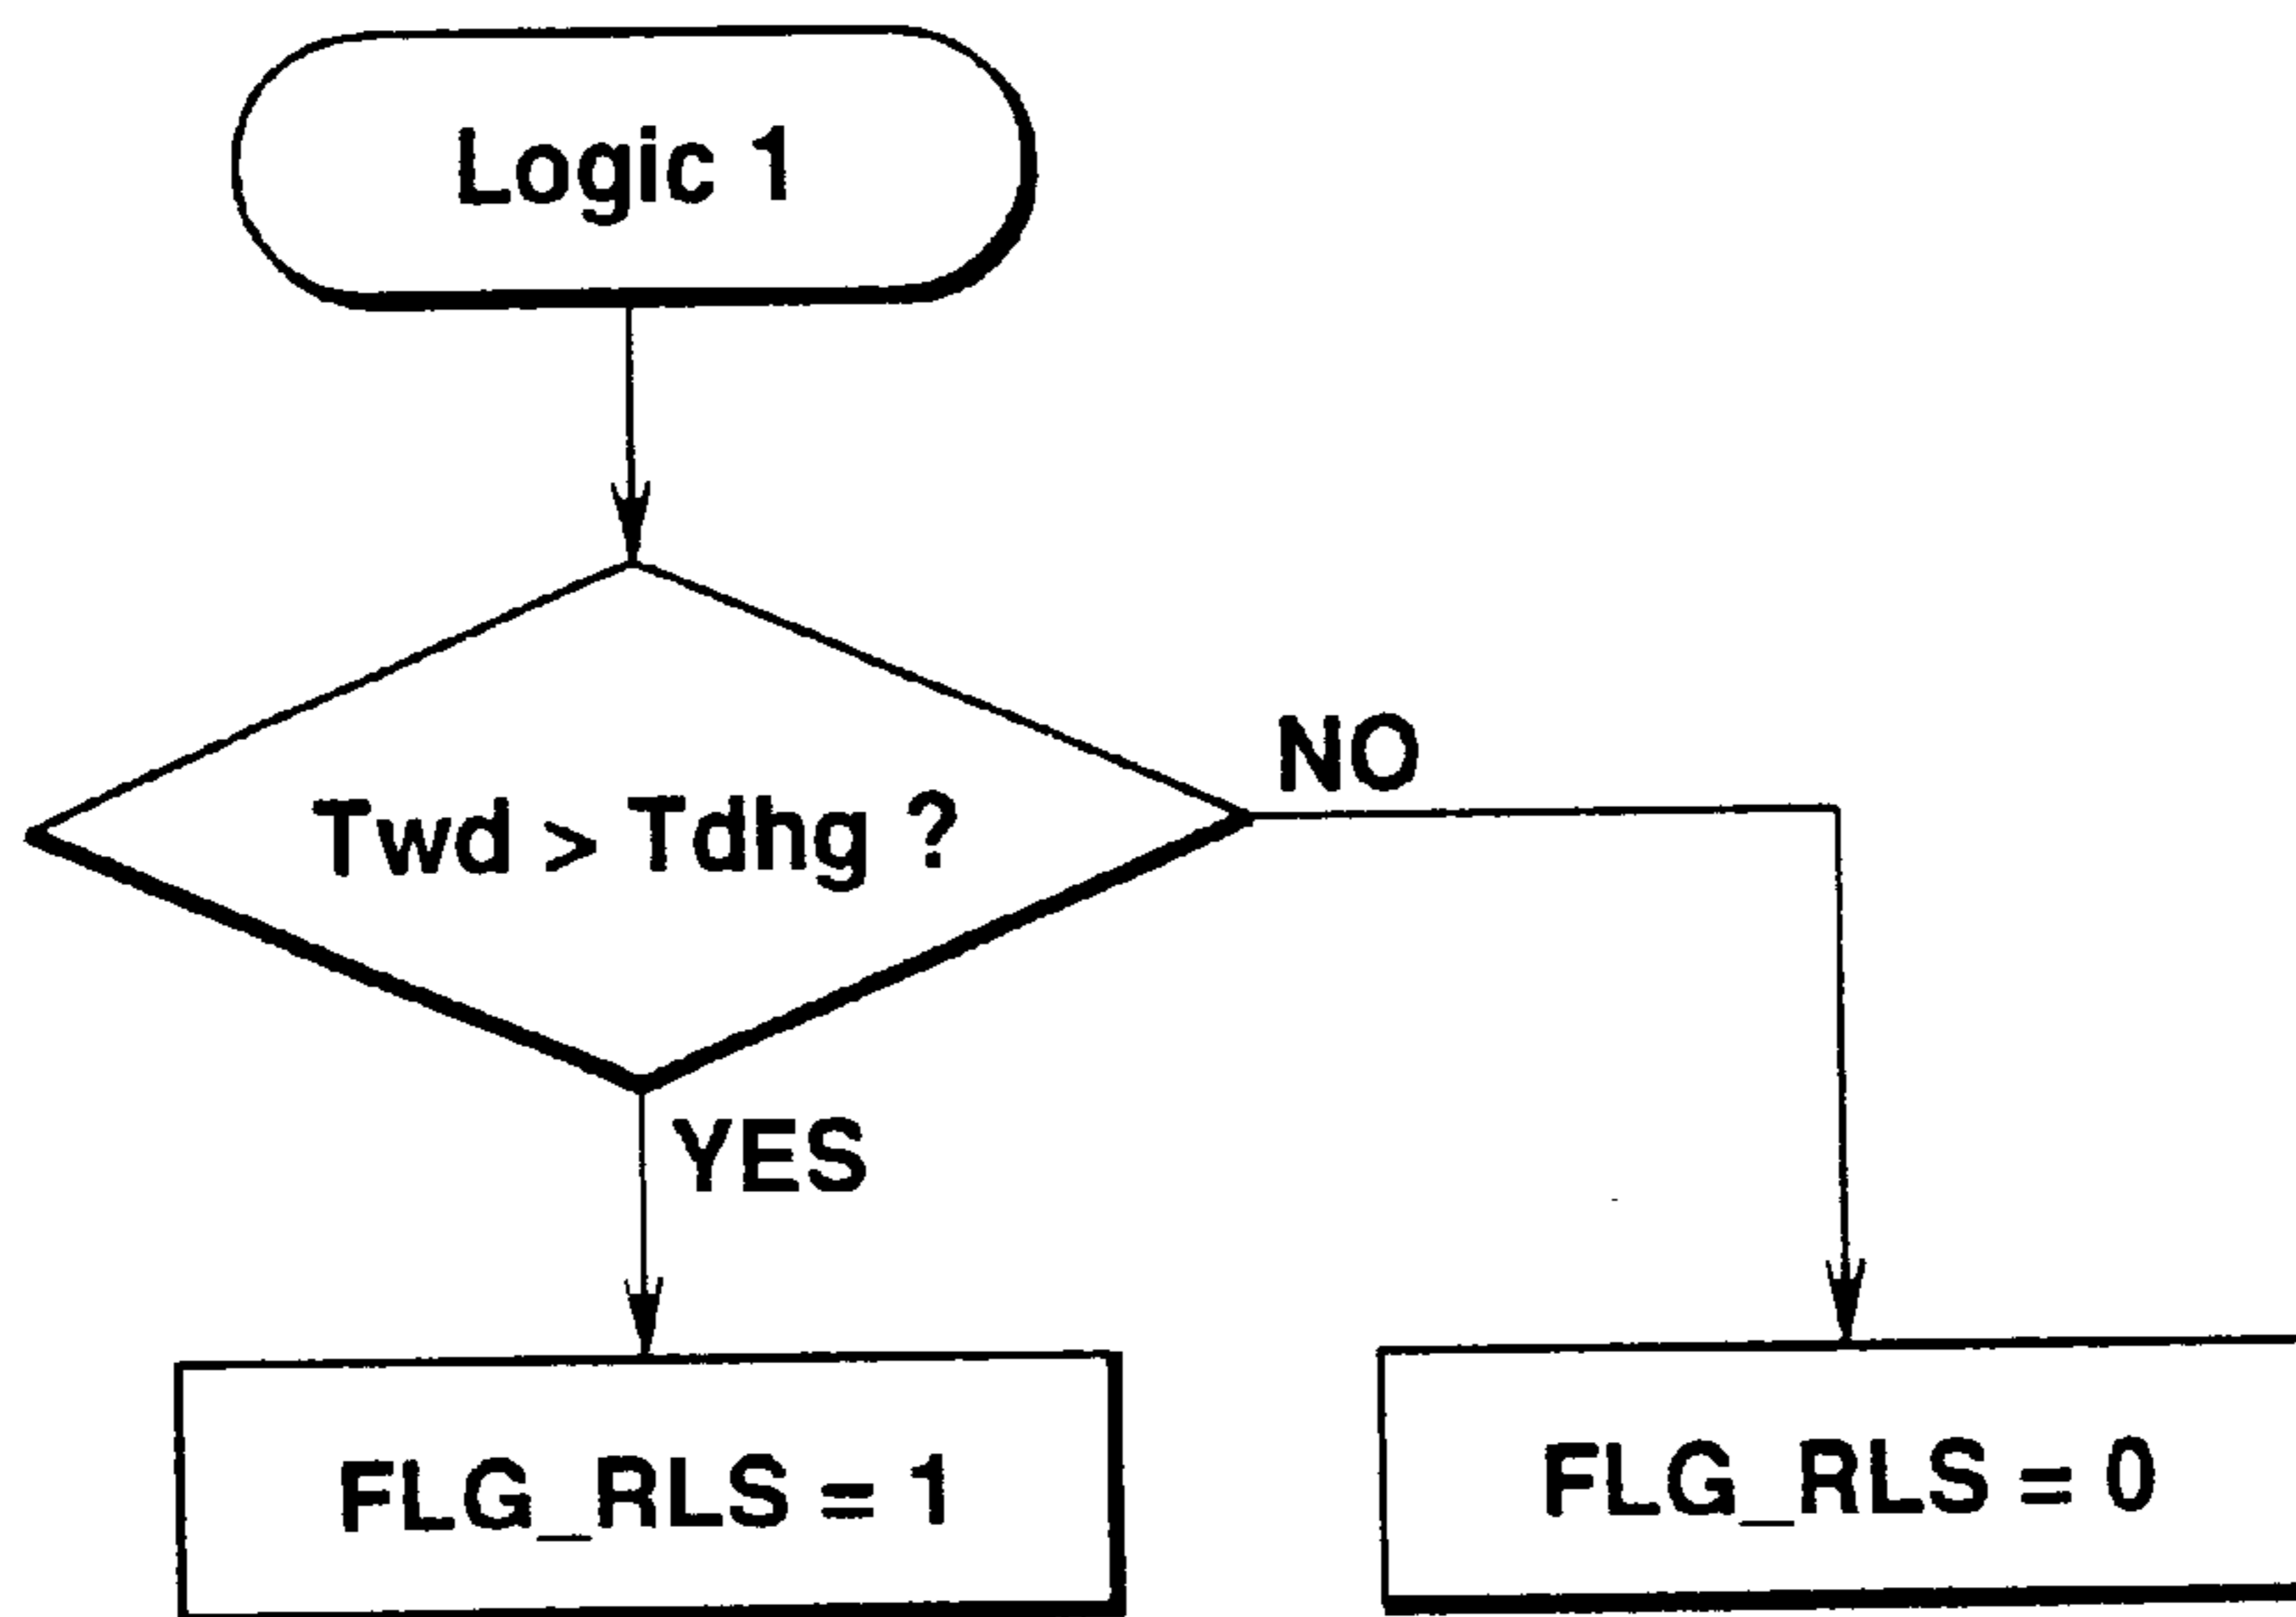 Logic 1
Twd > Tdhg ?
NO
YES
FLG_RLS = 1
FLG_RLS = 0